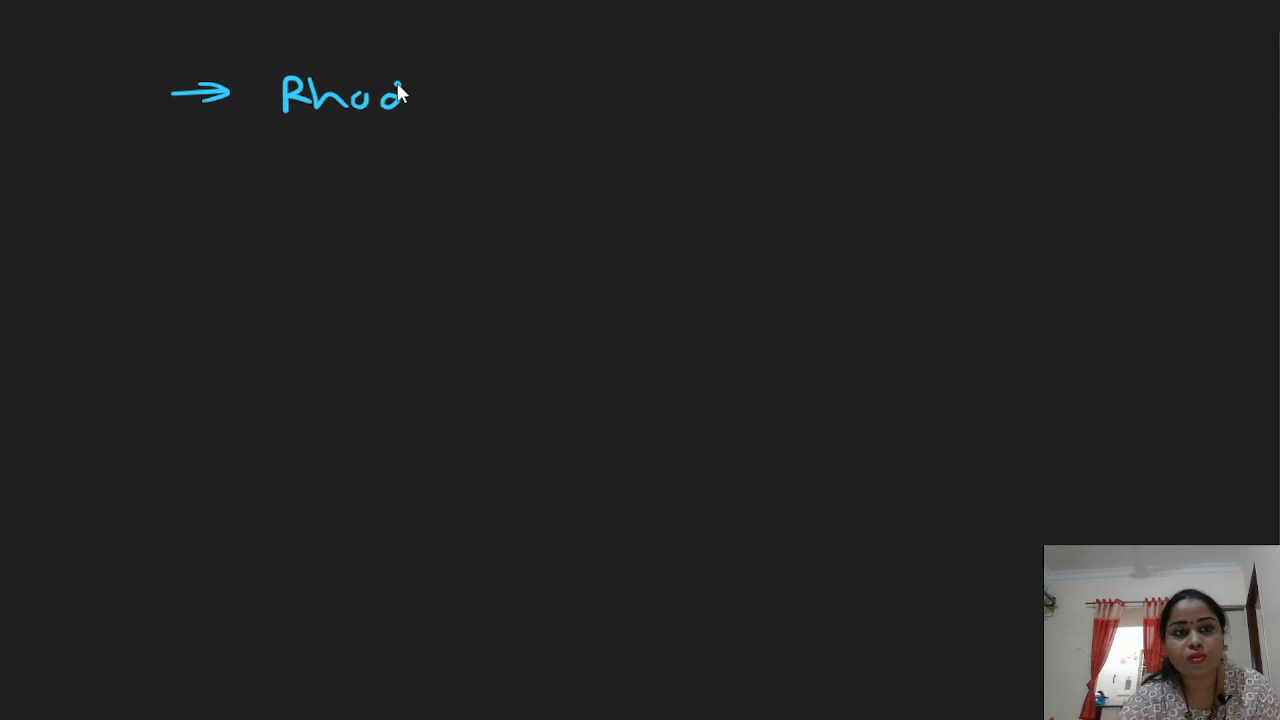 → Rhod